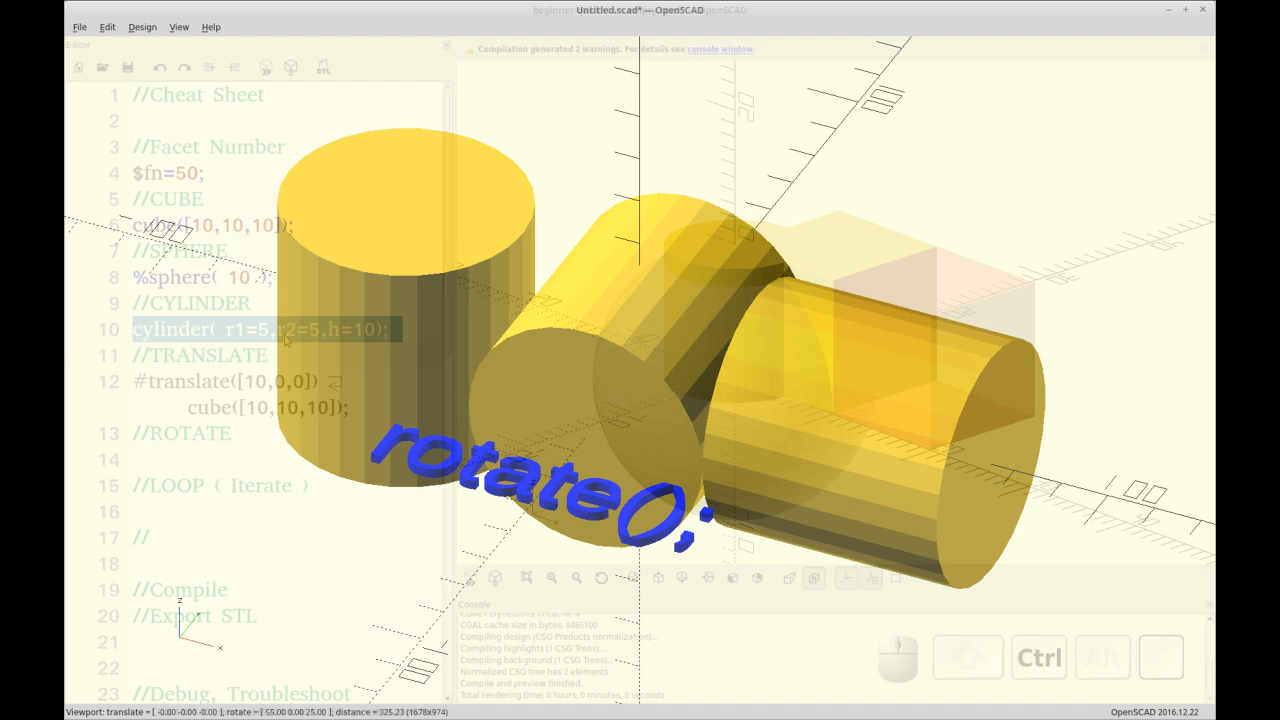 Untitled.scad* — OpenSCAD
File Edit Design View Help
Editor
Compilation generated 2 warnings. For details see console window.
STL
1 //Cheat Sheet
2
3 //Facet Number
4 $fn=50;
5 //CUBE
6 cube([10,10,10]);
7 //SPHERE
8 %sphere( 10 );
9 //CYLINDER
10 cylinder( r1=5,r2=5,h=10);
11 //TRANSLATE
12 #translate([10,0,0])
cube([10,10,10]);
13 //ROTATE
14
15 //LOOP ( Iterate )
16
17 //
18
19 //Compile
20 //Export STL
21
22
23 //Debug, Troubleshoot
rotate();
100
100
10
100
z
y
x
Console
CGAL cache size in bytes: 8485100
Compiling design (CSG Products normalization)...
Compiling highlights (1 CSG Trees)...
Compiling background (1 CSG Trees)...
Normalized CSG tree has 2 elements
Compile and preview finished.
Total rendering time: 0 hours, 0 minutes, 0 seconds
Ctrl
Alt
Viewport: translate = [ -0.00 -0.00 -0.00 ], rotate = [ 55.00 0.00 25.00 ], distance = 325.23 (1678x974)
OpenSCAD 2016.12.22